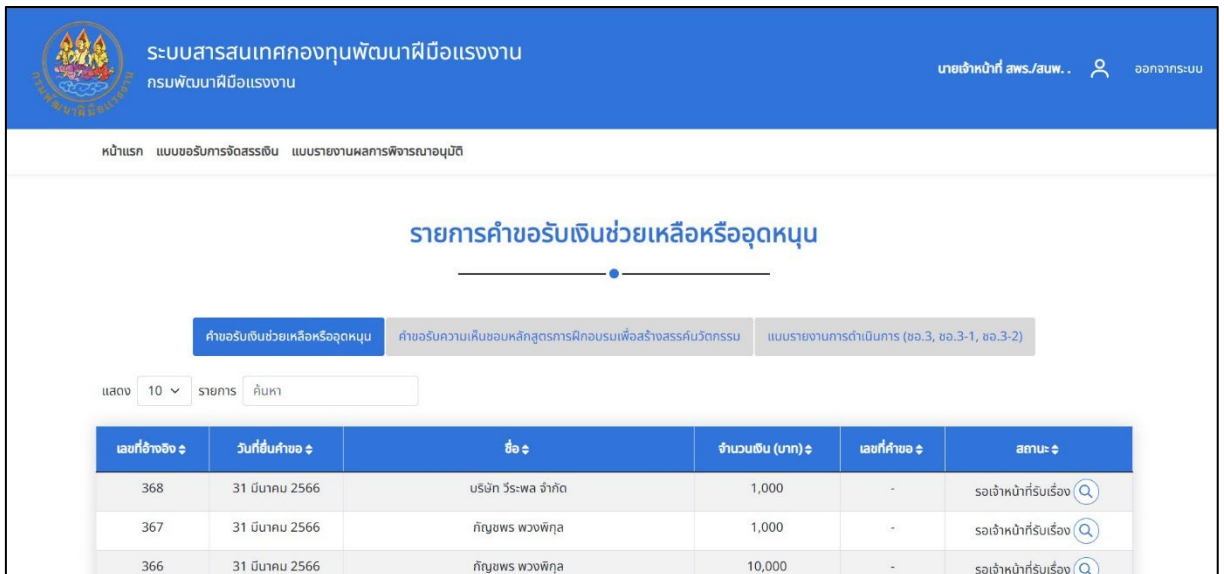 ระบบสารสนเทศกองทุนพัฒนาฝีมือแรงงาน
กรมพัฒนาฝีมือแรงงาน
นายเจ้าหน้าที่ สพร./สนพ. . ออกจากระบบ
กรมพัฒนาฝีมือแรงงาน
หน้าแรก แบบขอรับการจัดสรรเงิน แบบรายงานผลการพิจารณาอนุมัติ
รายการคำขอรับเงินช่วยเหลือหรืออุดหนุน
คำขอรับเงินช่วยเหลือหรืออุดหนุน คำขอรับความเห็นชอบหลักสูตรการฝึกอบรมเพื่อสร้างสรรค์นวัตกรรม แบบรายงานการดำเนินการ (ชอ.3, ชอ.3-1, ชอ.3-2)
แสดง 10 รายการ ค้นหา
เลขที่อ้างอิง วันที่ยื่นคำขอ ชื่อ จำนวนเงิน (บาท) เลขที่คำขอ สถานะ
368 31 มีนาคม 2566 บริษัท วีระพล จำกัด 1,000 - รอเจ้าหน้าที่รับเรื่อง
367 31 มีนาคม 2566 กัญชพร พวงพิกุล 1,000 - รอเจ้าหน้าที่รับเรื่อง
366 31 มีนาคม 2566 กัญชพร พวงพิกุล 10,000 - รอเจ้าหน้าที่รับเรื่อง